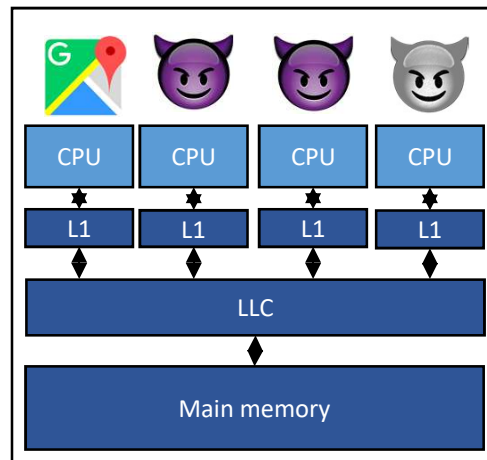 G
CPU CPU CPU CPU
L1 L1 L1 L1
LLC
Main memory